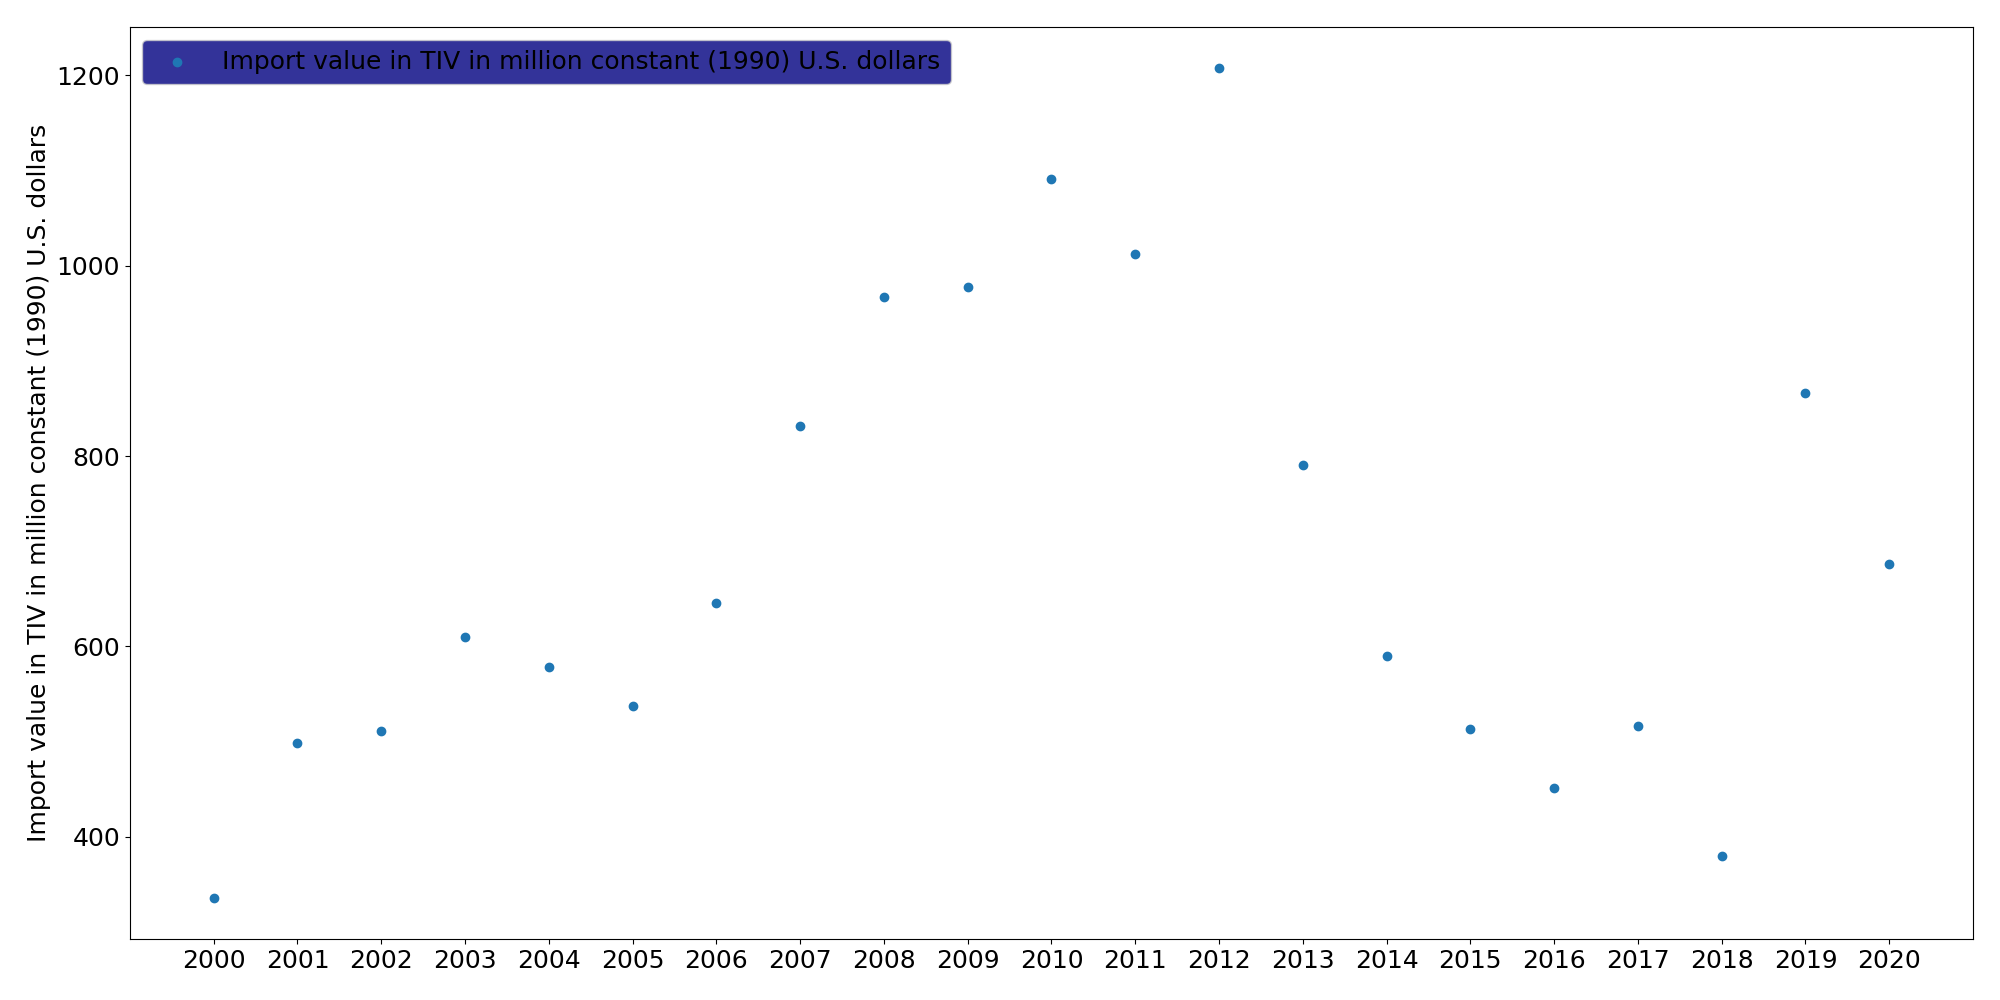 Import value in TIV in million constant (1990) U.S. dollars
Import value in TIV in million constant (1990) U.S. dollars
1200
1000
800
600
400
2000 2001 2002 2003 2004 2005 2006 2007 2008 2009 2010 2011 2012 2013 2014 2015 2016 2017 2018 2019 2020